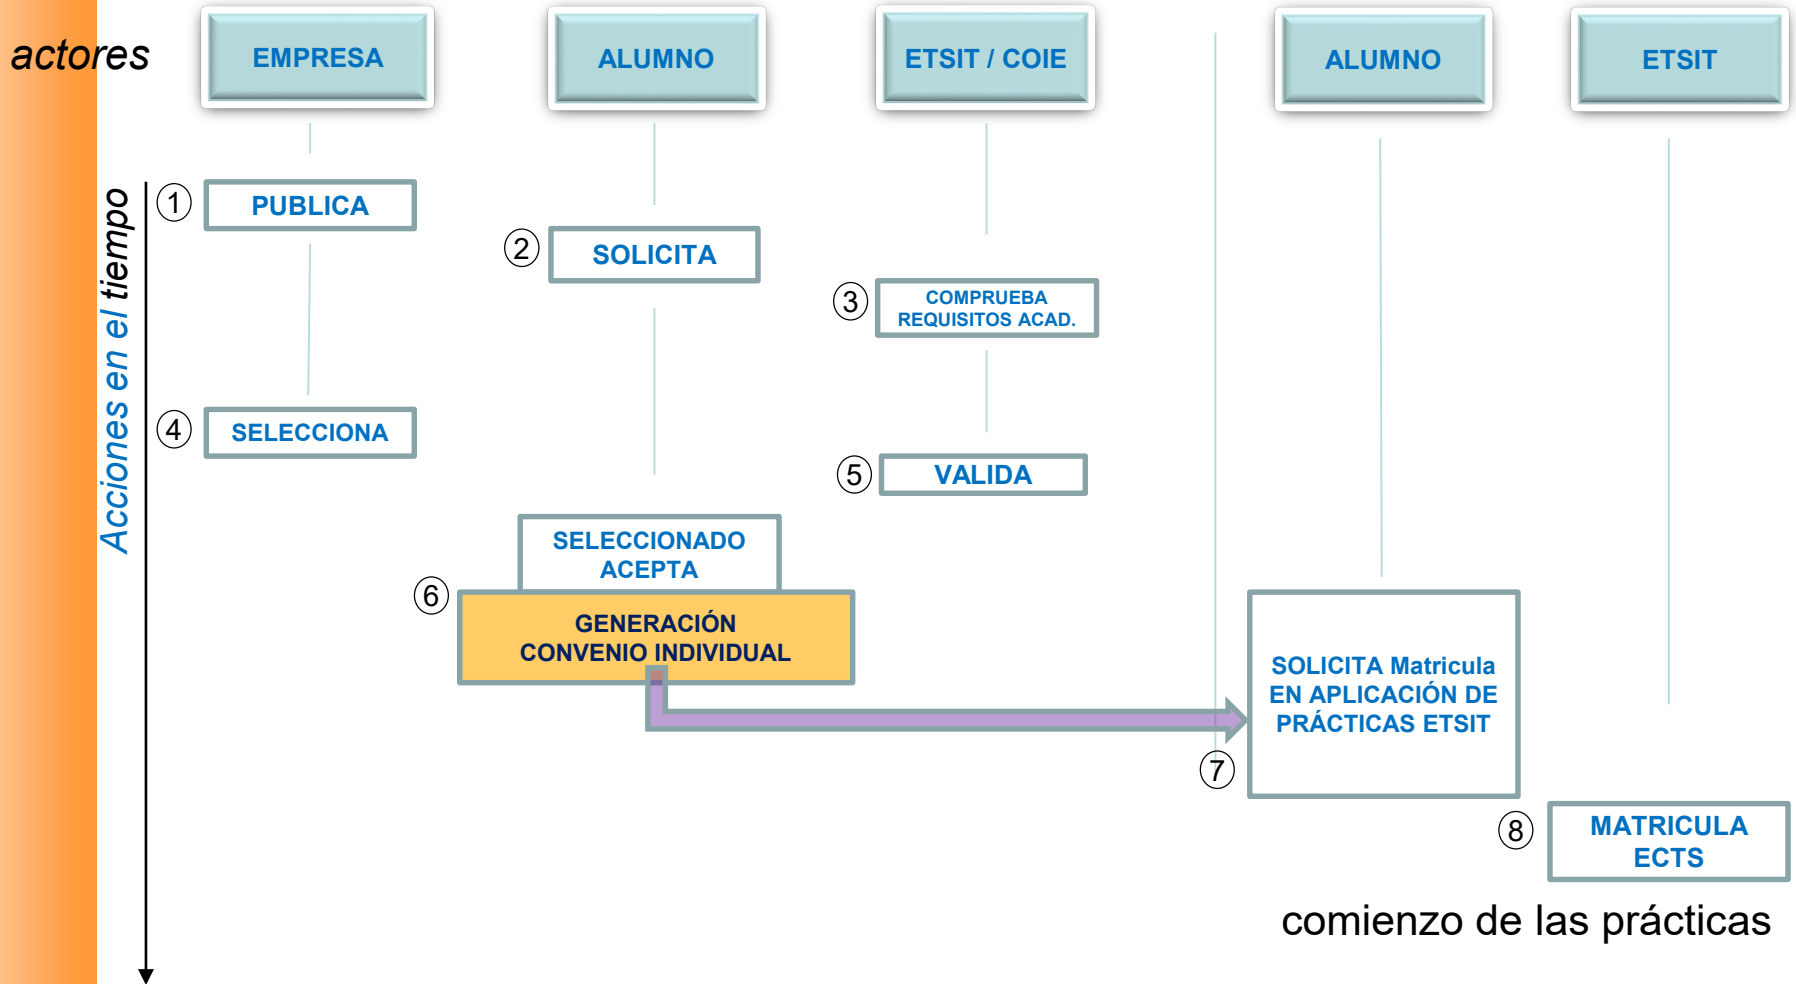 actores
EMPRESA
ALUMNO
ETSIT / COIE
ALUMNO
ETSIT
Acciones en el tiempo
1
PUBLICA
2
SOLICITA
3
COMPRUEBA
REQUISITOS ACAD.
4
SELECCIONA
5
VALIDA
SELECCIONADO
ACEPTA
6
GENERACIÓN
CONVENIO INDIVIDUAL
SOLICITA Matricula
EN APLICACIÓN DE
PRÁCTICAS ETSIT
7
8
MATRICULA
ECTS
comienzo de las prácticas